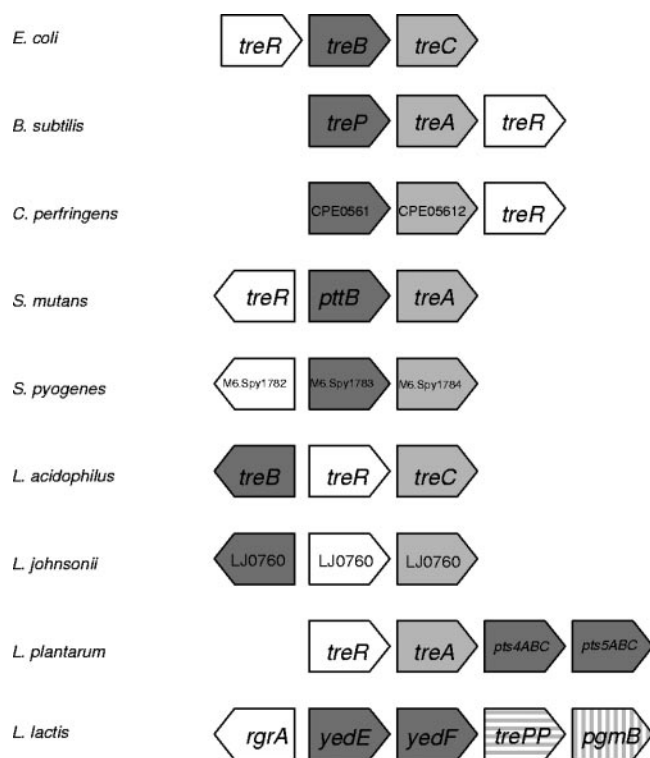 E. coli treR treB treC
B. subtilis treP treA treR
C. perfringens CPE0561 CPE05612 treR
S. mutans treR pttB treA
S. pyogenes M6.Spy1782 M6.Spy1783 M6.Spy1784
L. acidophilus treB treR treC
L. johnsonii LJ0760 LJ0760 LJ0760
L. plantarum treR treA pts4ABC pts5ABC
L. lactis rgrA yedE yedF trePP pgmB